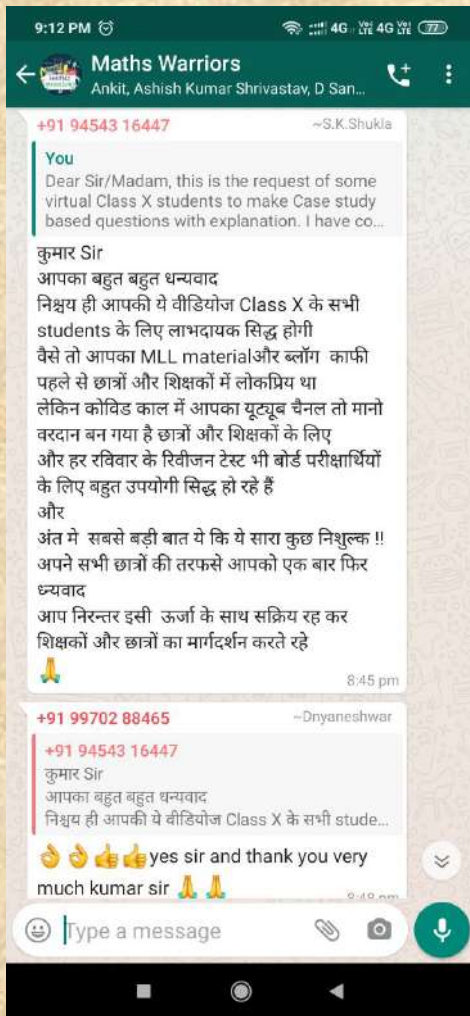 9:12 PM
4G
VoLTE 4G VoLTE 77
Maths Warriors
Ankit, Ashish Kumar Shrivastav, D San...
+91 94543 16447 ~S.K.Shukla
You
Dear Sir/Madam, this is the request of some
virtual Class X students to make Case study
based questions with explanation. I have co...
कुमार Sir
आपका बहुत बहुत धन्यवाद
निश्चय ही आपकी ये वीडियोज Class X के सभी
students के लिए लाभदायक सिद्ध होगी
वैसे तो आपका MLL materialऔर ब्लॉग काफी
पहले से छात्रों और शिक्षकों में लोकप्रिय था
लेकिन कोविड काल में आपका यूट्यूब चैनल तो मानो
वरदान बन गया है छात्रों और शिक्षकों के लिए
और हर रविवार के रिवीजन टेस्ट भी बोर्ड परीक्षार्थियों
के लिए बहुत उपयोगी सिद्ध हो रहे हैं
और
अंत मे सबसे बड़ी बात ये कि ये सारा कुछ निशुल्क !!
अपने सभी छात्रों की तरफसे आपको एक बार फिर
ध्न्यवाद
आप निरन्तर इसी ऊर्जा के साथ सक्रिय रह कर
शिक्षकों और छात्रों का मार्गदर्शन करते रहे
🙏
8:45 pm
+91 99702 88465 ~Dnyaneshwar
+91 94543 16447
कुमार Sir
आपका बहुत बहुत धन्यवाद
निश्चय ही आपकी ये वीडियोज Class X के सभी stude...
👌👌👍👍yes sir and thank you very
much kumar sir 🙏🙏
8:48 pm
Type a message